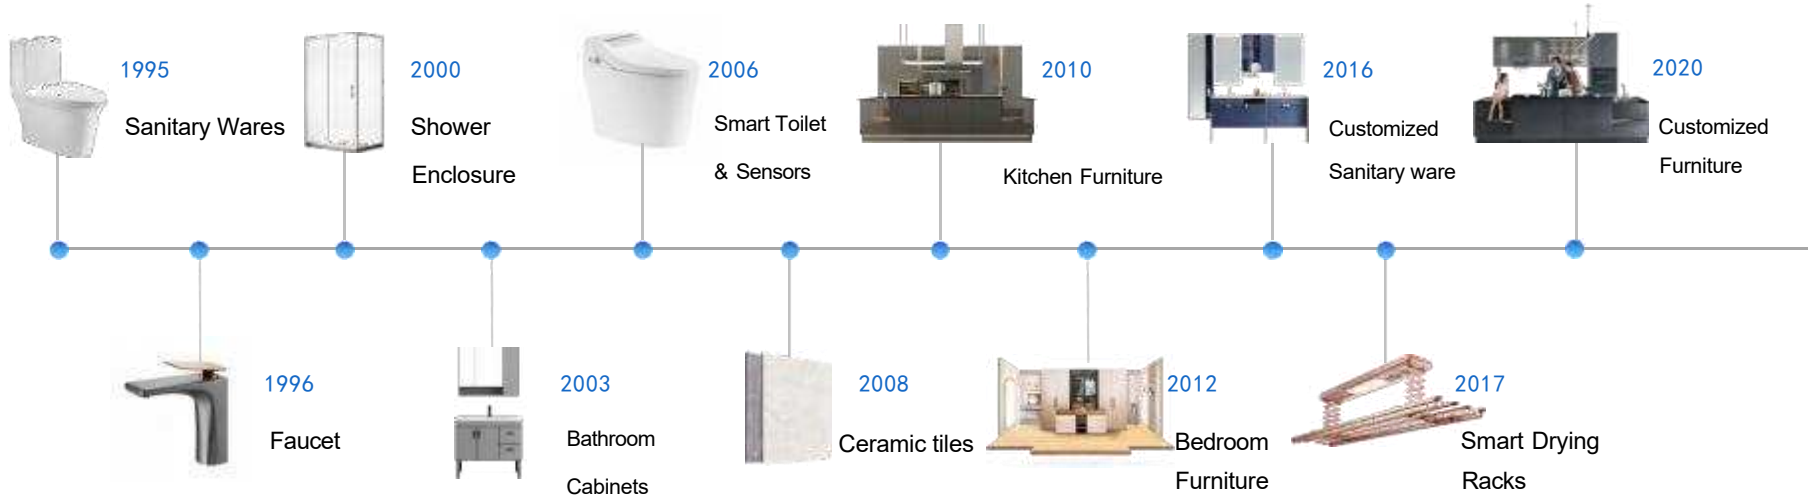 1995
Sanitary Wares
2000
Shower
Enclosure
2006
Smart Toilet
& Sensors
2010
Kitchen Furniture
2016
Customized
Sanitary ware
2020
Customized
Furniture
1996
Faucet
2003
Bathroom
Cabinets
2008
Ceramic tiles
2012
Bedroom
Furniture
2017
Smart Drying
Racks